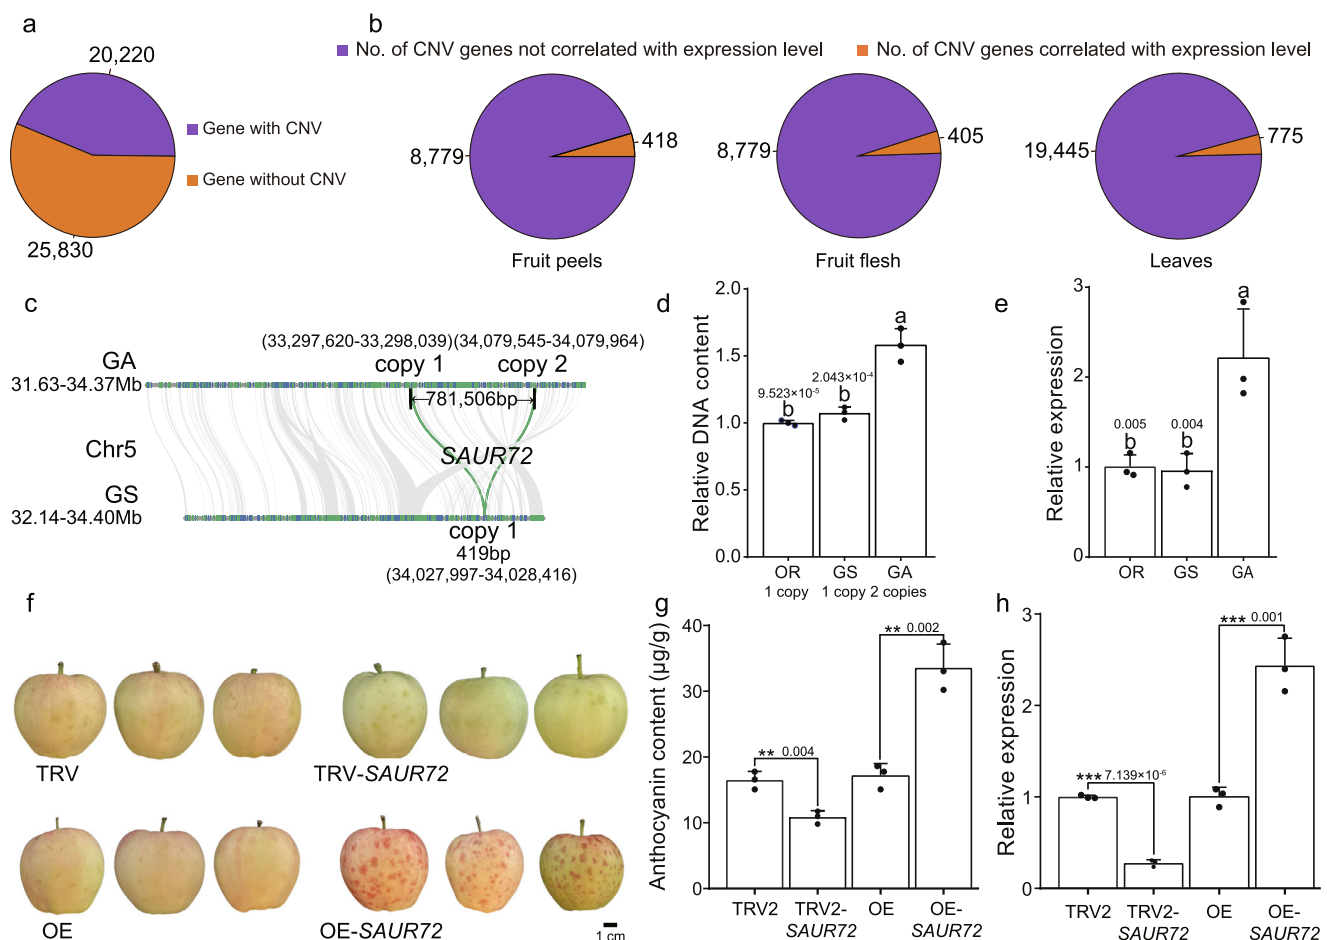 a
20,220
Gene with CNV
Gene without CNV
25,830
b
No. of CNV genes not correlated with expression level
No. of CNV genes correlated with expression level
8,779
418
Fruit peels
8,779
405
Fruit flesh
19,445
775
Leaves
c
(33,297,620-33,298,039)(34,079,545-34,079,964)
GA
copy 1
copy 2
31.63-34.37Mb
781,506bp
Chr5
SAUR72
GS
32.14-34.40Mb
copy 1
419bp
(34,027,997-34,028,416)
d
Relative DNA content
2.0
1.5
1.0
0.5
0.0
9.523×10-5
b
2.043×10-4
b
a
OR
GS
GA
1 copy
1 copy
2 copies
e
Relative expression
3
2
1
0
0.005
b
0.004
b
a
OR
GS
GA
f
TRV
TRV-SAUR72
OE
OE-SAUR72
1 cm
g
Anthocyanin content (µg/g)
40
30
20
10
0
** 0.004
** 0.002
TRV2
TRV2-
SAUR72
OE
OE-
SAUR72
h
Relative expression
3
2
1
0
*** 7.139×10-6
*** 0.001
TRV2
TRV2-
SAUR72
OE
OE-
SAUR72